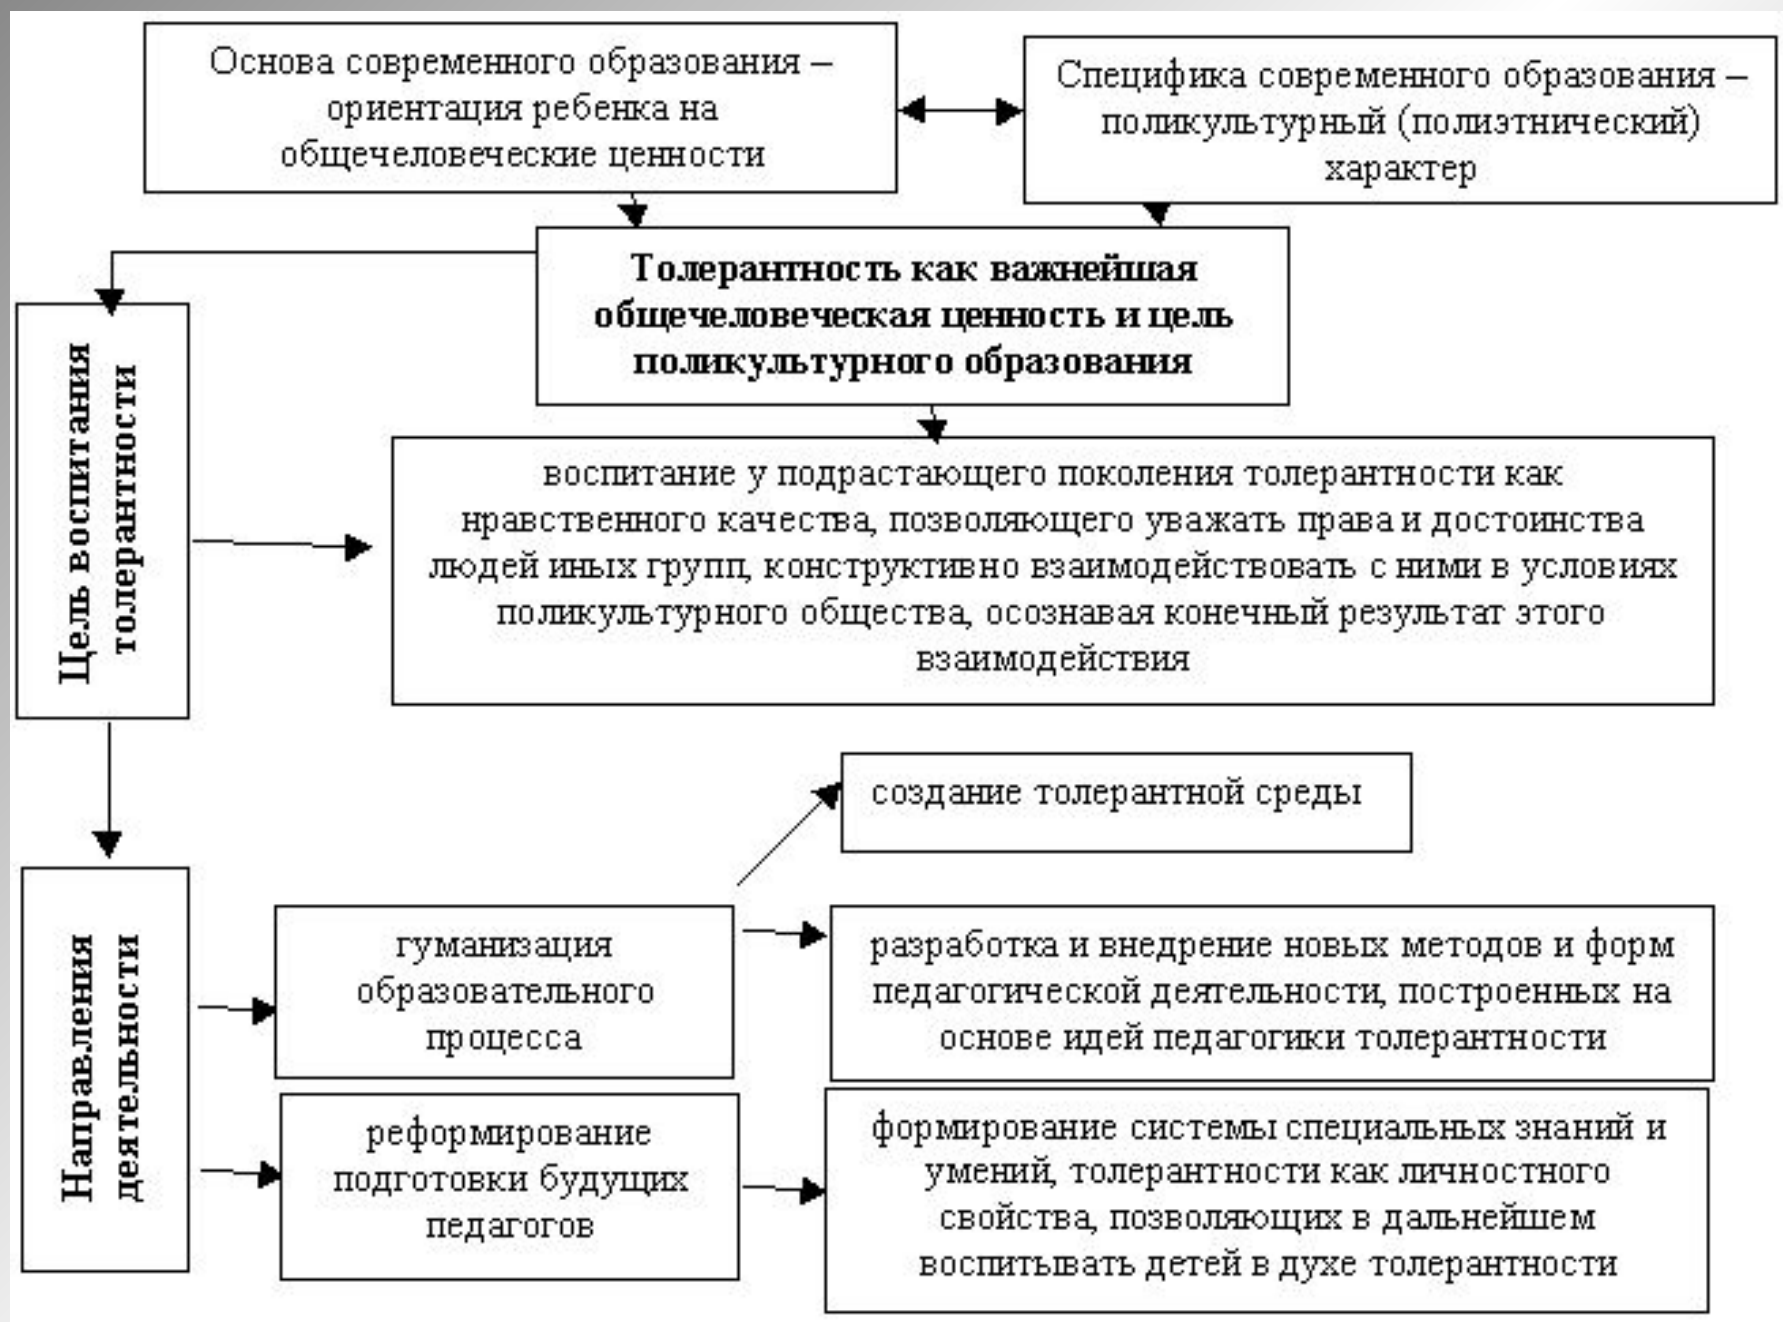 Основа современного образования –
ориентация ребенка на
общечеловеческие ценности
Специфика современного образования –
поликультурный (полиэтнический)
характер
Толерантность как важнейшая
общечеловеческая ценность и цель
поликультурного образования
Цель воспитания
толерантности
воспитание у подрастающего поколения толерантности как
нравственного качества, позволяющего уважать права и достоинства
людей иных групп, конструктивно взаимодействовать с ними в условиях
поликультурного общества, осознавая конечный результат этого
взаимодействия
Направления
деятельности
гуманизация
образовательного
процесса
создание толерантной среды
разработка и внедрение новых методов и форм
педагогической деятельности, построенных на
основе идей педагогики толерантности
реформирование
подготовки будущих
педагогов
формирование системы специальных знаний и
умений, толерантности как личностного
свойства, позволяющих в дальнейшем
воспитывать детей в духе толерантности